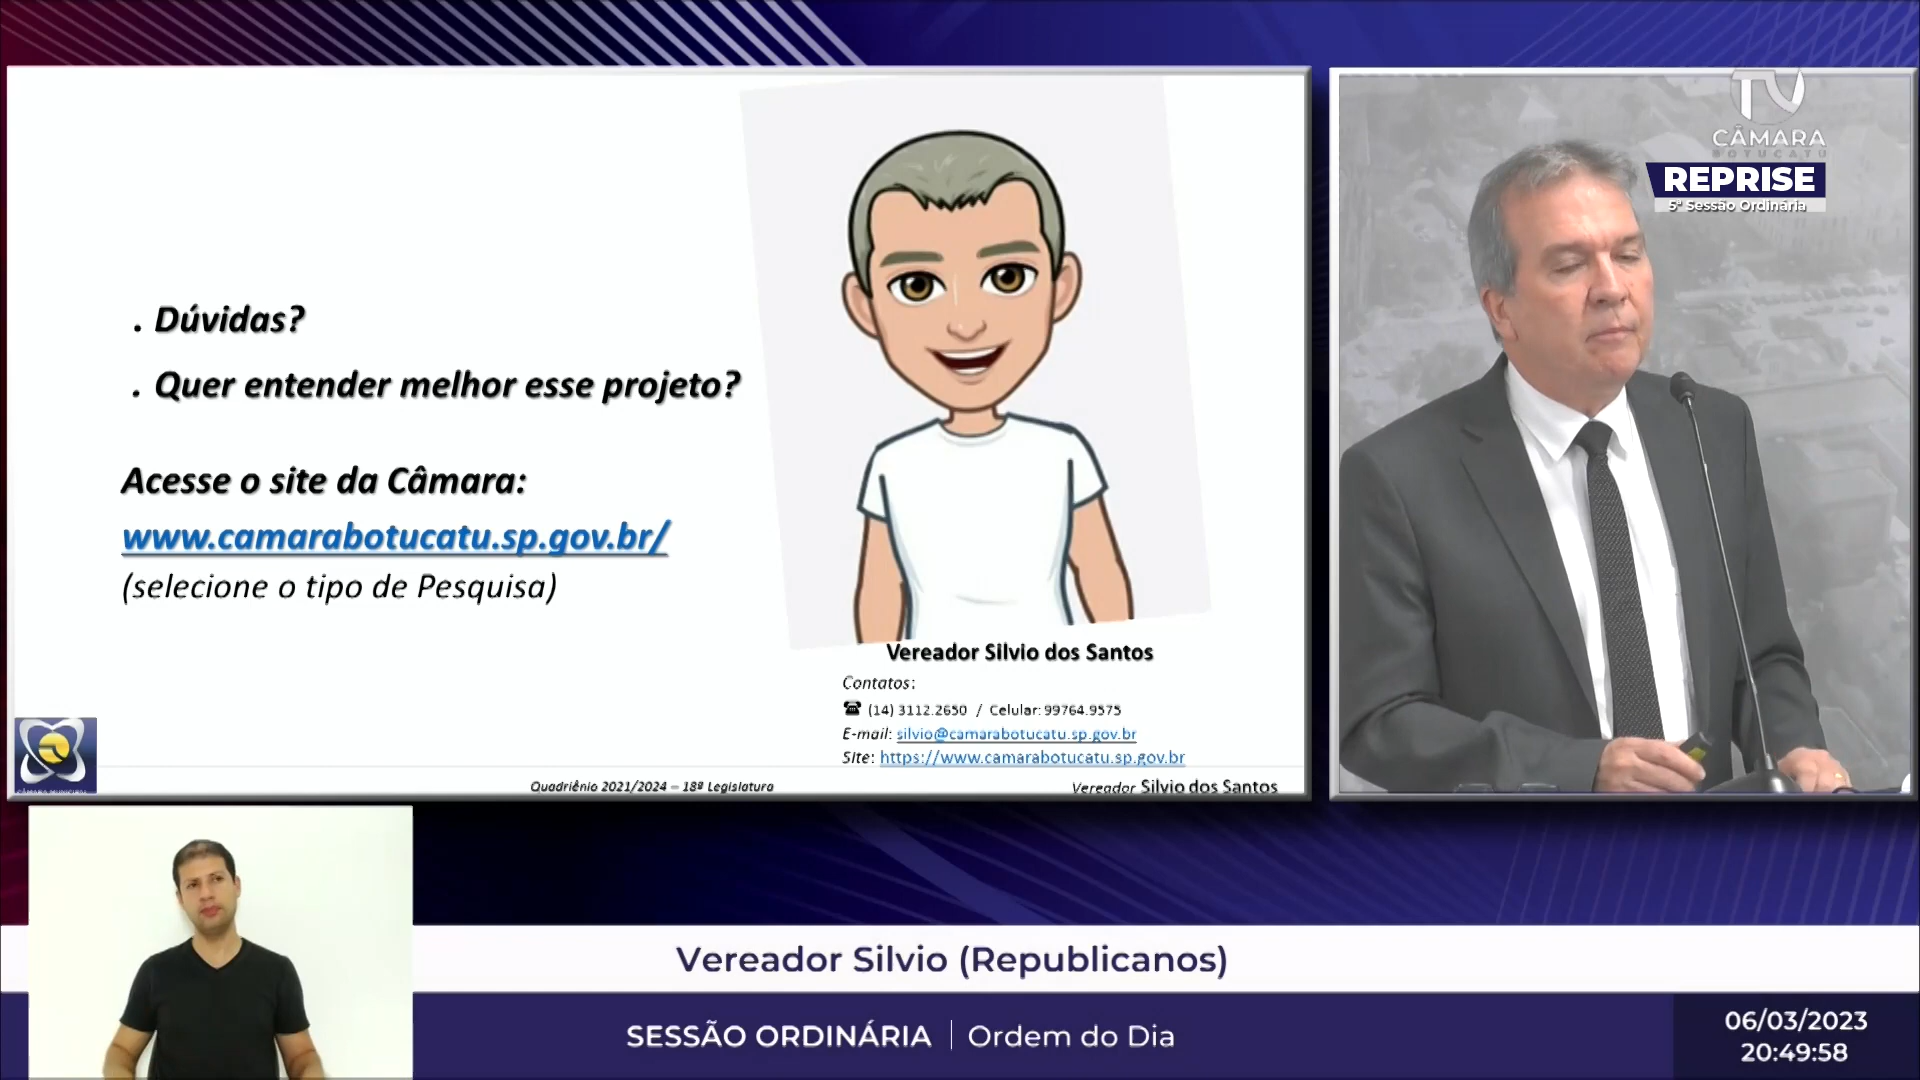 . Dúvidas?
. Quer entender melhor esse projeto?
Acesse o site da Câmara:
www.camarabotucatu.sp.gov.br/
(selecione o tipo de Pesquisa)
Vereador Silvio dos Santos
Contatos:
(14) 3112.2650 / Celular: 99764.9575
E-mail: silvio@camarabotucatu.sp.gov.br
Site: https://www.camarabotucatu.sp.gov.br
CÂMARA MUNICIPAL
Quadriênio 2021/2024 – 18ª Legislatura
Vereador Silvio dos Santos
TV
CÂMARA
BOTUCATU
REPRISE
5ª Sessão Ordinária
Vereador Silvio (Republicanos)
SESSÃO ORDINÁRIA | Ordem do Dia
06/03/2023
20:49:58